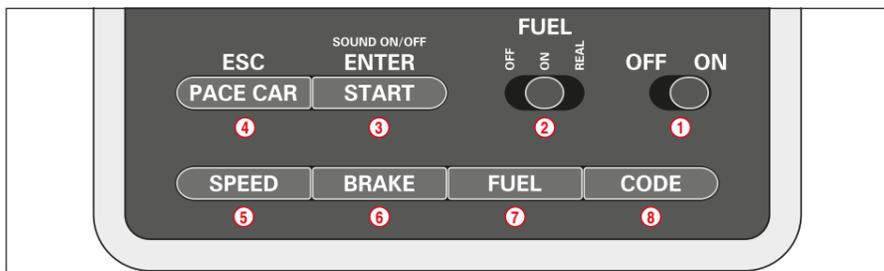 SOUND ON/OFF
FUEL
ESC ENTER OFF ON REAL OFF ON
PACE CAR START
4 3 2 1
SPEED BRAKE FUEL CODE
5 6 7 8